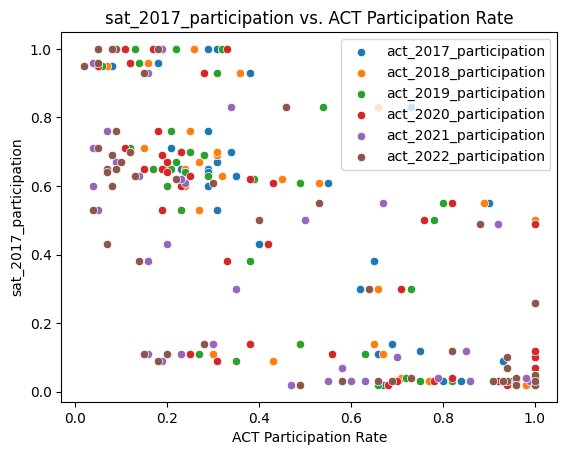 sat_2017_participation vs. ACT Participation Rate
act_2017_participation
act_2018_participation
act_2019_participation
act_2020_participation
act_2021_participation
act_2022_participation
sat_2017_participation
1.0
0.8
0.6
0.4
0.2
0.0
0.0 0.2 0.4 0.6 0.8 1.0
ACT Participation Rate